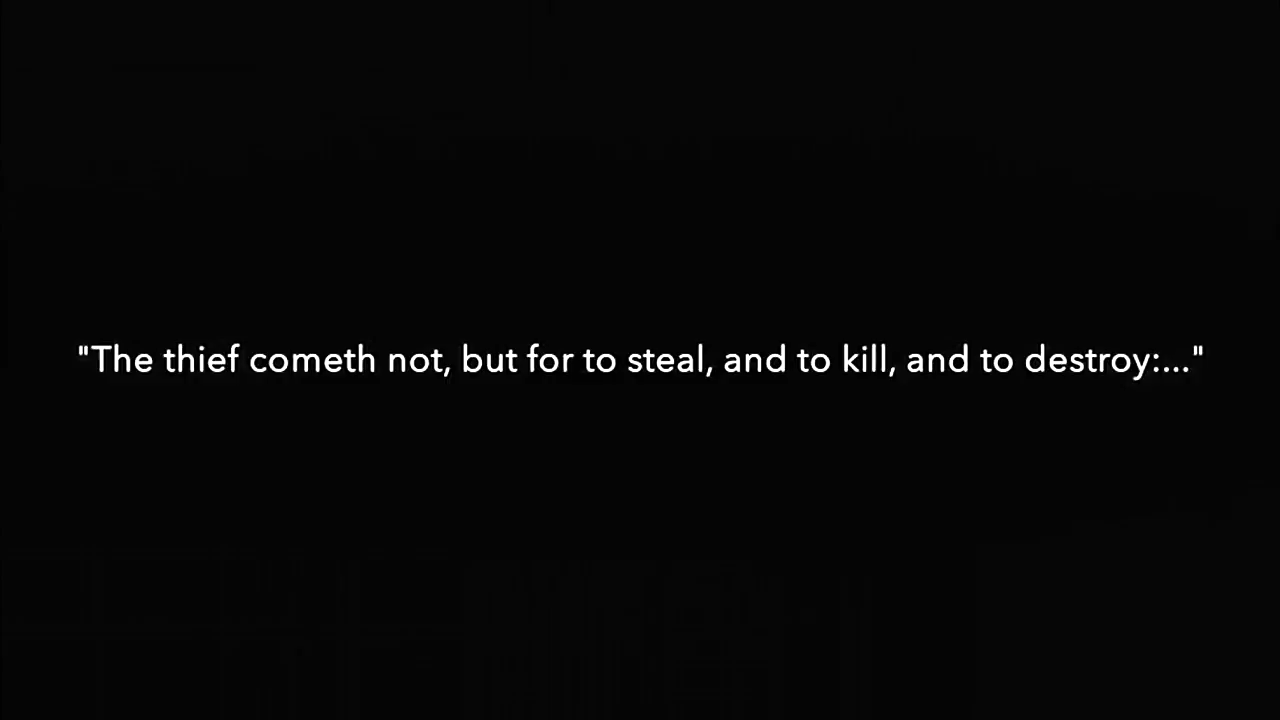 "The thief cometh not, but for to steal, and to kill, and to destroy:..."